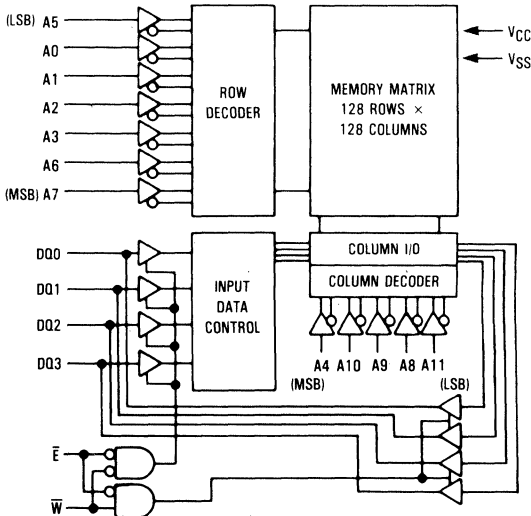 (LSB) A5
A0
A1
A2
A3
A6
(MSB) A7
ROW
DECODER
MEMORY MATRIX
128 ROWS ×
128 COLUMNS
VCC
VSS
DQ0
DQ1
DQ2
DQ3
INPUT
DATA
CONTROL
COLUMN I/O
COLUMN DECODER
A4 A10 A9 A8 A11
(MSB) (LSB)
E̅
W̅